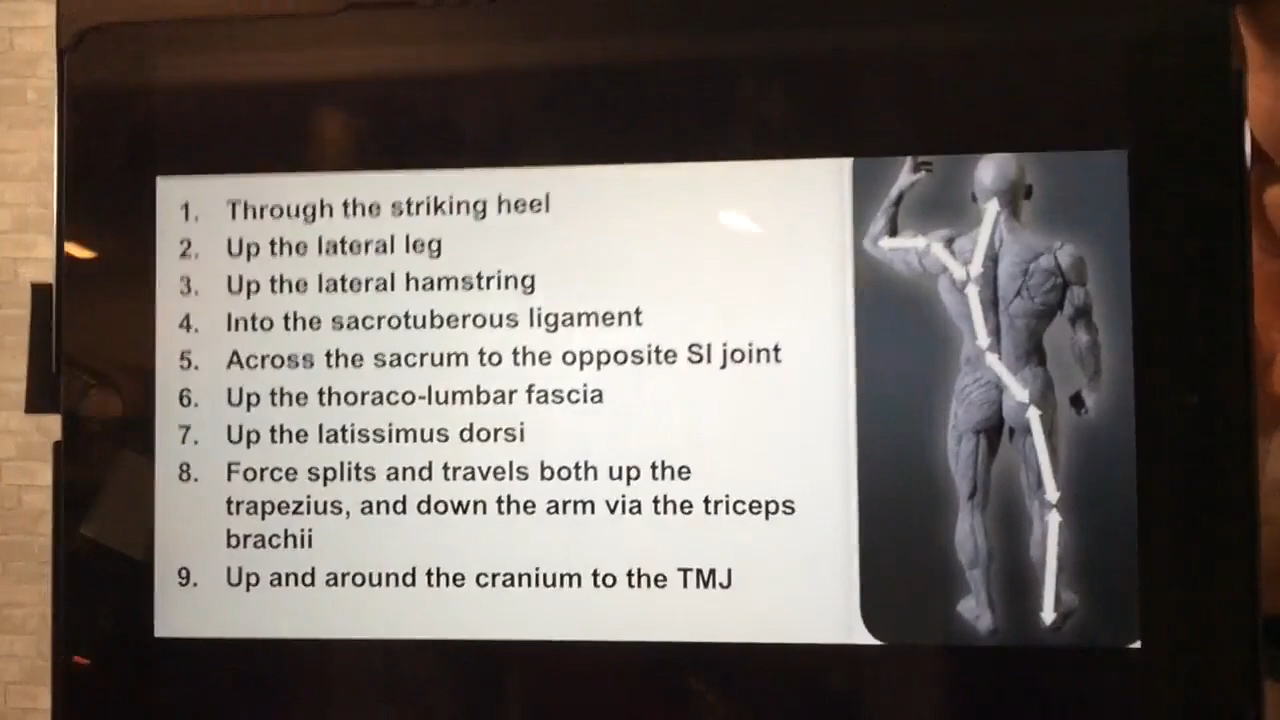 1. Through the striking heel
2. Up the lateral leg
3. Up the lateral hamstring
4. Into the sacrotuberous ligament
5. Across the sacrum to the opposite SI joint
6. Up the thoraco-lumbar fascia
7. Up the latissimus dorsi
8. Force splits and travels both up the
trapezius, and down the arm via the triceps
brachii
9. Up and around the cranium to the TMJ